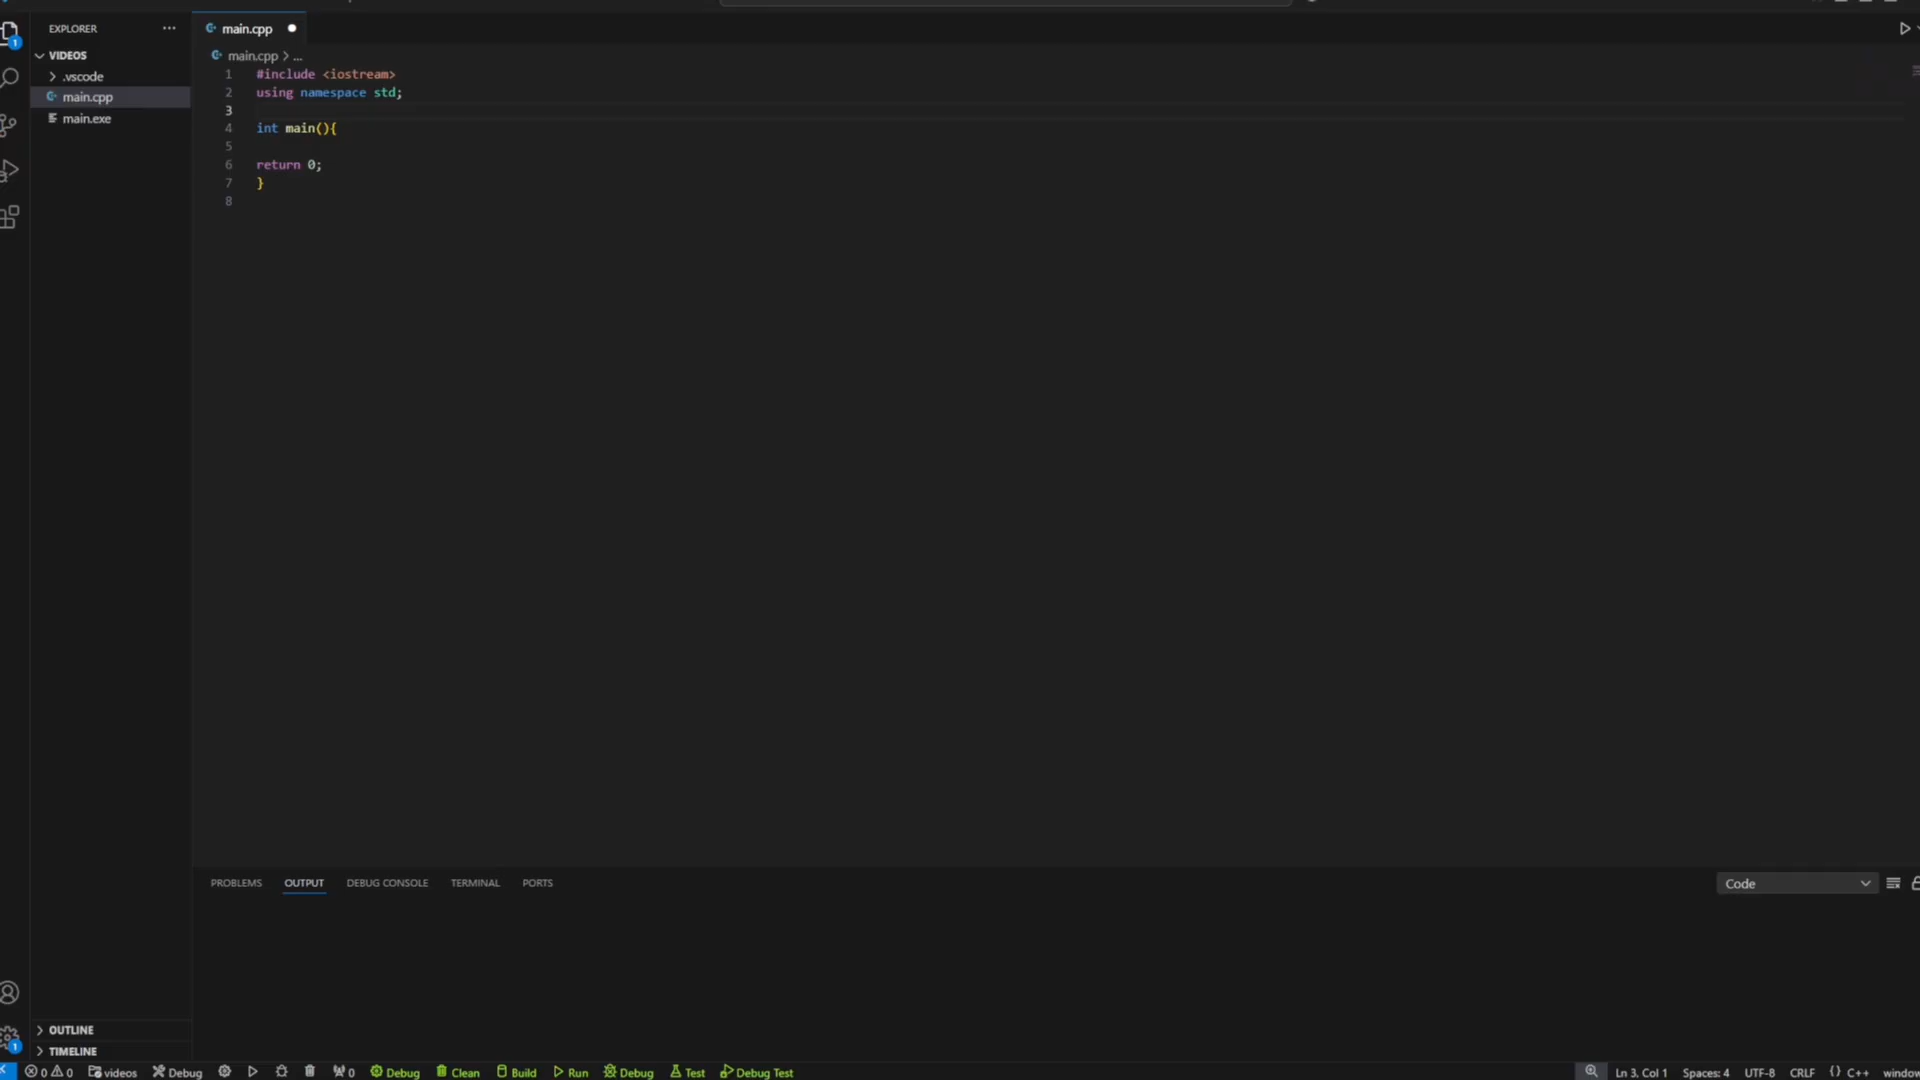 EXPLORER
VIDEOS
.vscode
main.cpp
main.exe
main.cpp
main.cpp > ...
1 #include <iostream>
2 using namespace std;
3
4 int main(){
5
6 return 0;
7 }
8
PROBLEMS OUTPUT DEBUG CONSOLE TERMINAL PORTS
Code
1
OUTLINE
1
TIMELINE
0 0 videos Debug 0 Debug Clean Build Run Debug Test Debug Test
Ln 3, Col 1 Spaces: 4 UTF-8 CRLF {} C++ window